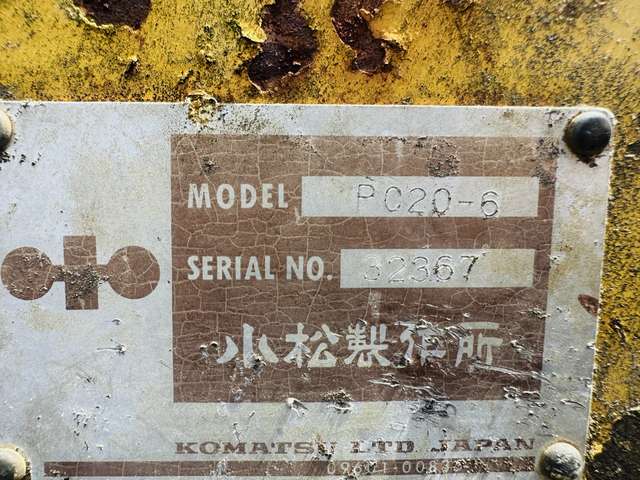 MODEL PC20-6
SERIAL NO. 32367
小松製作所
KOMATSU LTD JAPAN